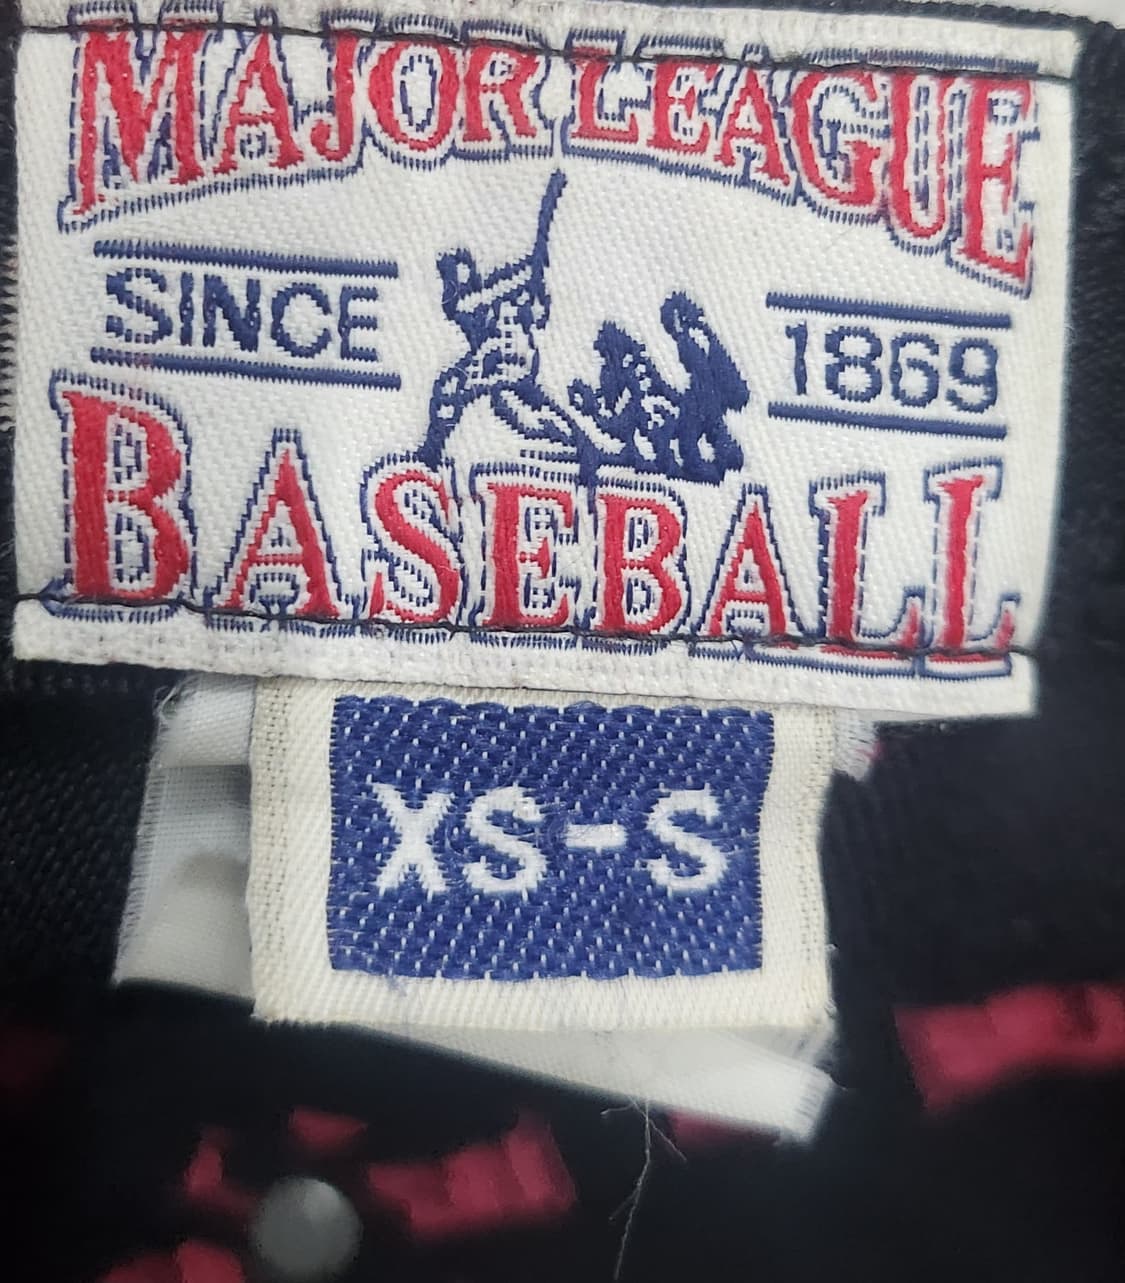 MAJOR LEAGUE
SINCE 1869
BASEBALL
XS-S